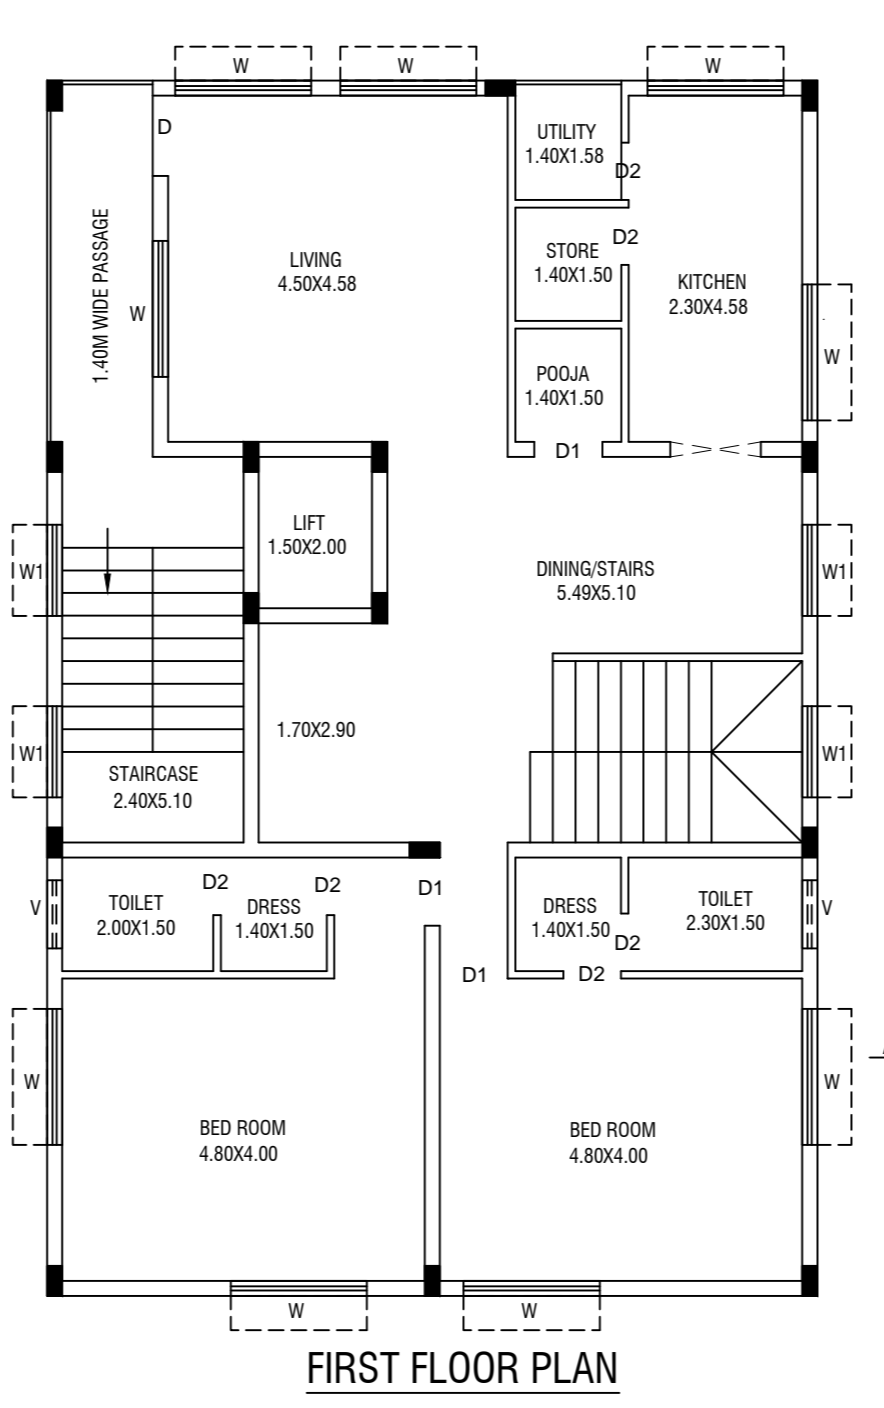 W
W
W
D
UTILITY
1.40X1.58
D2
1.40M WIDE PASSAGE
LIVING
4.50X4.58
STORE
1.40X1.50
D2
KITCHEN
2.30X4.58
W
W
POOJA
1.40X1.50
D1
LIFT
1.50X2.00
W1
DINING/STAIRS
5.49X5.10
W1
1.70X2.90
W1
W1
STAIRCASE
2.40X5.10
V
TOILET
2.00X1.50
D2
DRESS
1.40X1.50
D2
D1
DRESS
1.40X1.50
D2
TOILET
2.30X1.50
V
D1
D2
W
W
BED ROOM
4.80X4.00
BED ROOM
4.80X4.00
W
W
FIRST FLOOR PLAN